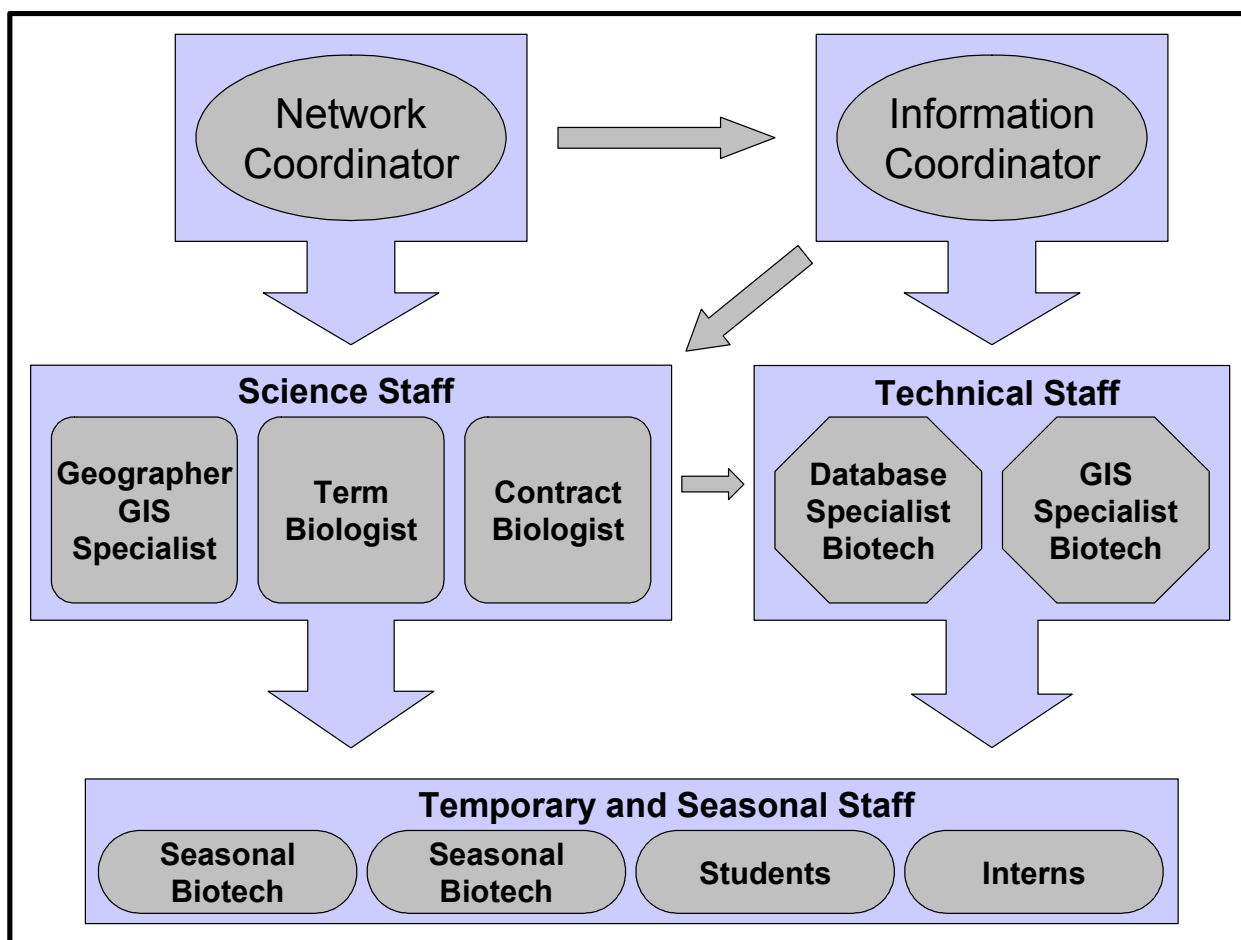 Network
Coordinator
Information
Coordinator
Science Staff
Geographer
GIS
Specialist
Term
Biologist
Contract
Biologist
Technical Staff
Database
Specialist
Biotech
GIS
Specialist
Biotech
Temporary and Seasonal Staff
Seasonal
Biotech
Seasonal
Biotech
Students
Interns